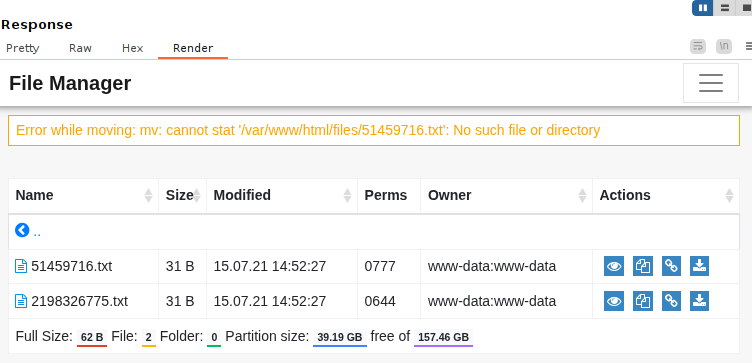 Response
Pretty Raw Hex Render \n
File Manager
Error while moving: mv: cannot stat '/var/www/html/files/51459716.txt': No such file or directory
Name Size Modified Perms Owner Actions
..
51459716.txt 31 B 15.07.21 14:52:27 0777 www-data:www-data
2198326775.txt 31 B 15.07.21 14:52:27 0644 www-data:www-data
Full Size: 62 B File: 2 Folder: 0 Partition size: 39.19 GB free of 157.46 GB